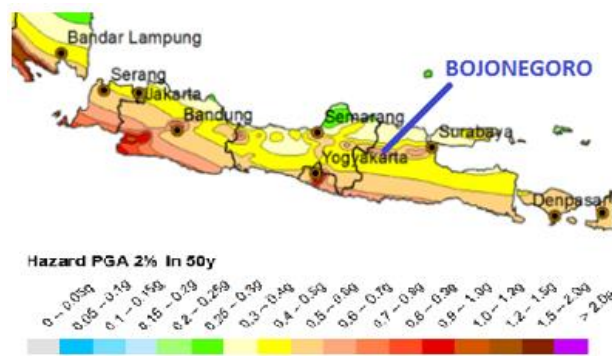 Bandar Lampung
Serang
Jakarta
Bandung
BOJONEGORO
Semarang
Surabaya
Yogyakarta
Denpasar
Hazard PGA 2% In 50y
0 – 0.05g
0.05 – 0.1g
0.1 – 0.15g
0.15 – 0.2g
0.2 – 0.25g
0.25 – 0.3g
0.3 – 0.4g
0.4 – 0.5g
0.5 – 0.6g
0.6 – 0.7g
0.7 – 0.8g
0.8 – 0.9g
0.9 – 1.0g
1.0 – 1.2g
1.2 – 1.5g
1.5 – 2.0g
> 2.0g